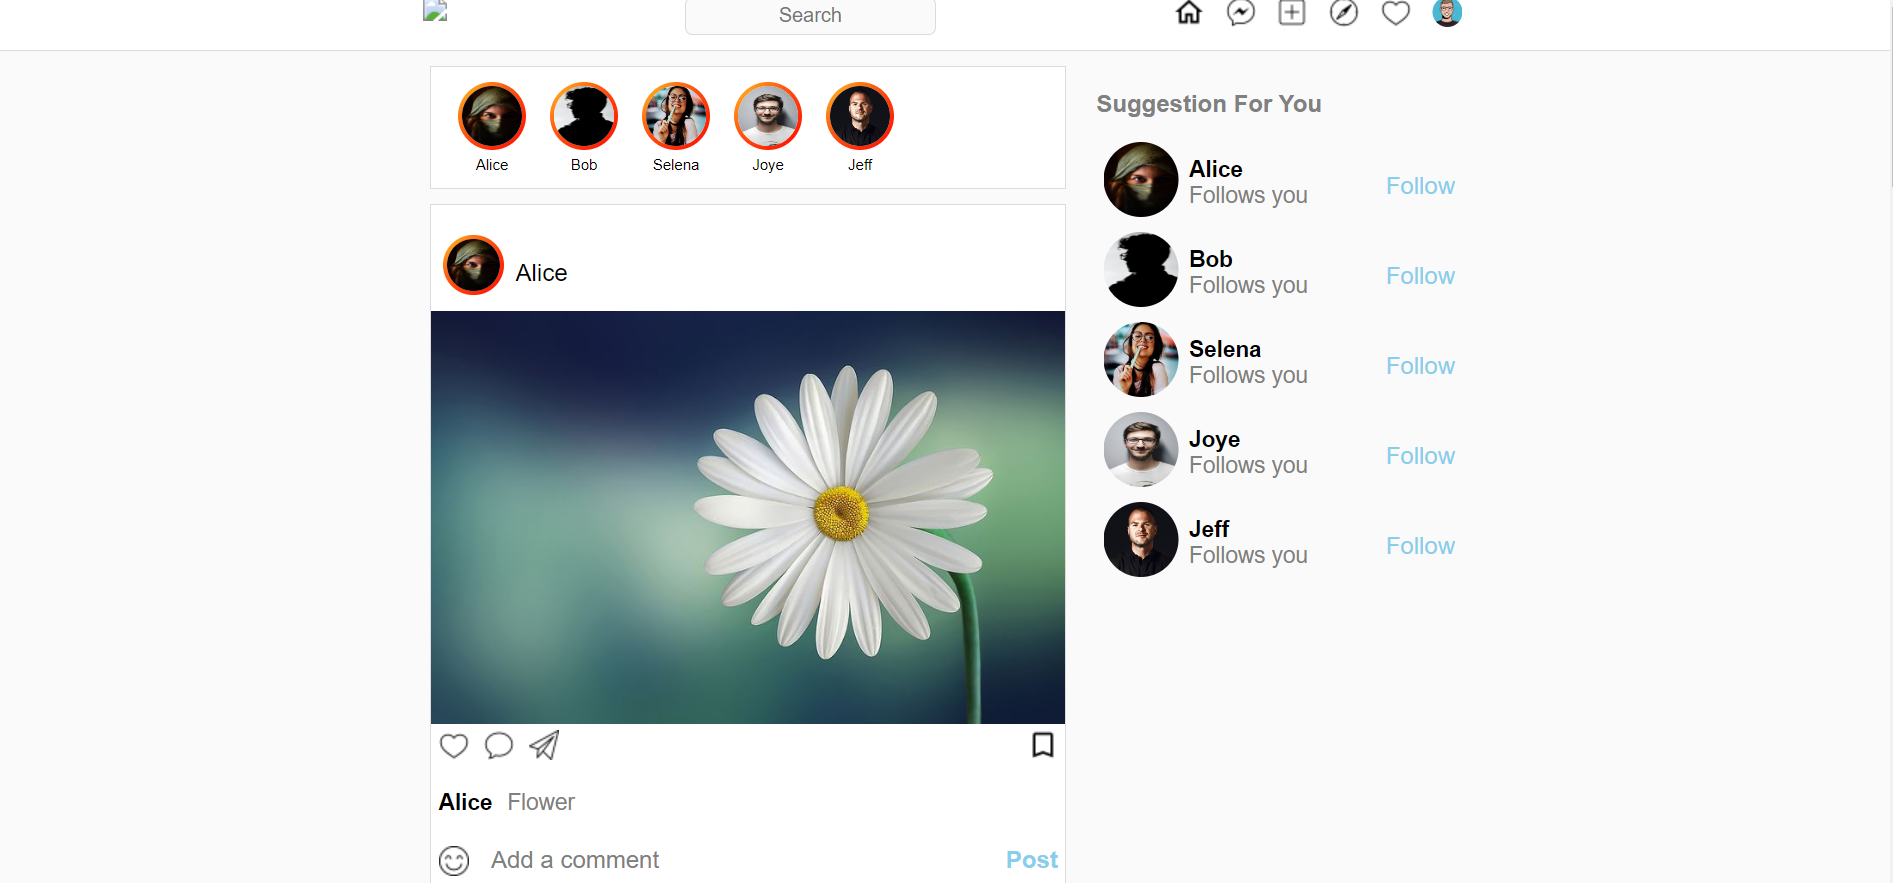 Search
Alice
Bob
Selena
Joye
Jeff
Alice
Alice Flower
Add a comment
Post
Suggestion For You
Alice
Follows you
Follow
Bob
Follows you
Follow
Selena
Follows you
Follow
Joye
Follows you
Follow
Jeff
Follows you
Follow